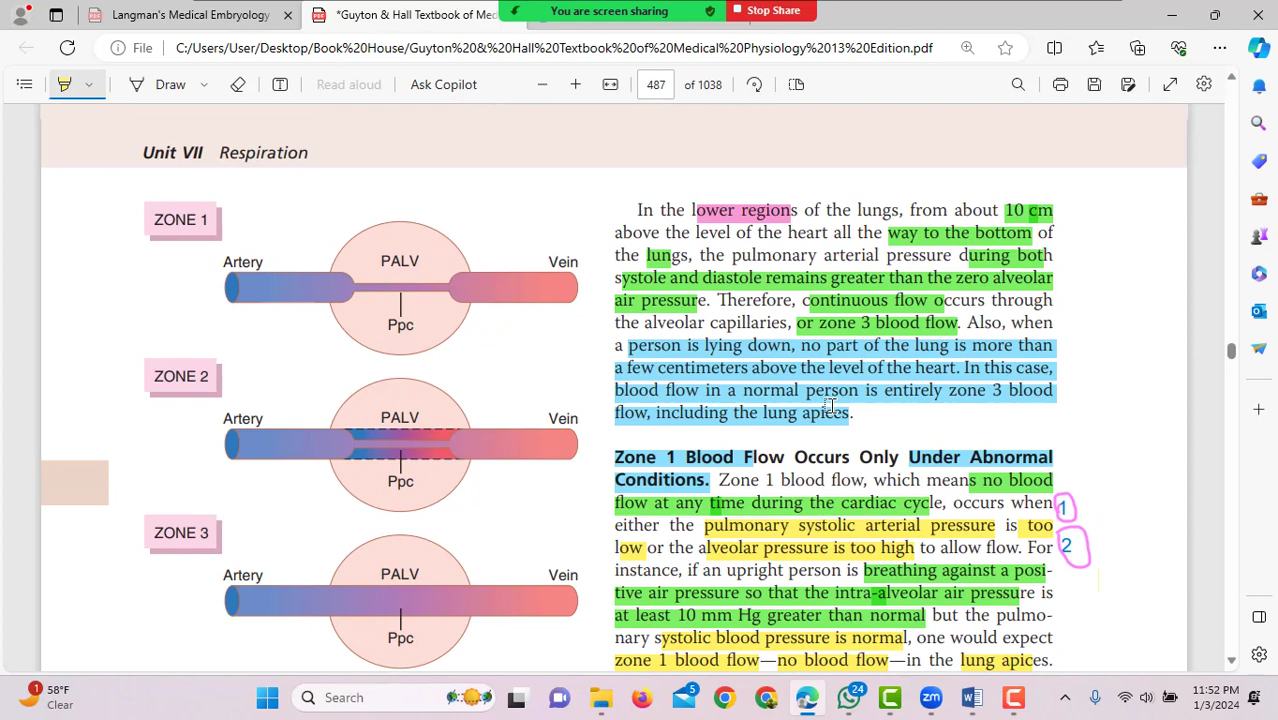 Langman's Medical Embryology
*Guyton & Hall Textbook of Med
You are screen sharing
Stop Share
File
C:/Users/User/Desktop/Book%20House/Guyton%20&%20Hall%20Textbook%20of%20Medical%20Physiology%2013%20Edition.pdf
Draw
Read aloud
Ask Copilot
487 of 1038
Unit VII Respiration
ZONE 1
Artery
PALV
Vein
Ppc
ZONE 2
Artery
PALV
Vein
Ppc
ZONE 3
Artery
PALV
Vein
Ppc
In the lower regions of the lungs, from about 10 cm
above the level of the heart all the way to the bottom of
the lungs, the pulmonary arterial pressure during both
systole and diastole remains greater than the zero alveolar
air pressure. Therefore, continuous flow occurs through
the alveolar capillaries, or zone 3 blood flow. Also, when
a person is lying down, no part of the lung is more than
a few centimeters above the level of the heart. In this case,
blood flow in a normal person is entirely zone 3 blood
flow, including the lung apices.
Zone 1 Blood Flow Occurs Only Under Abnormal
Conditions. Zone 1 blood flow, which means no blood
flow at any time during the cardiac cycle, occurs when
either the pulmonary systolic arterial pressure is too
low or the alveolar pressure is too high to allow flow. For
instance, if an upright person is breathing against a posi-
tive air pressure so that the intra-alveolar air pressure is
at least 10 mm Hg greater than normal but the pulmo-
nary systolic blood pressure is normal, one would expect
zone 1 blood flow—no blood flow—in the lung apices.
1
2
1
58°F
Clear
Search
5
24
zm
11:52 PM
1/3/2024